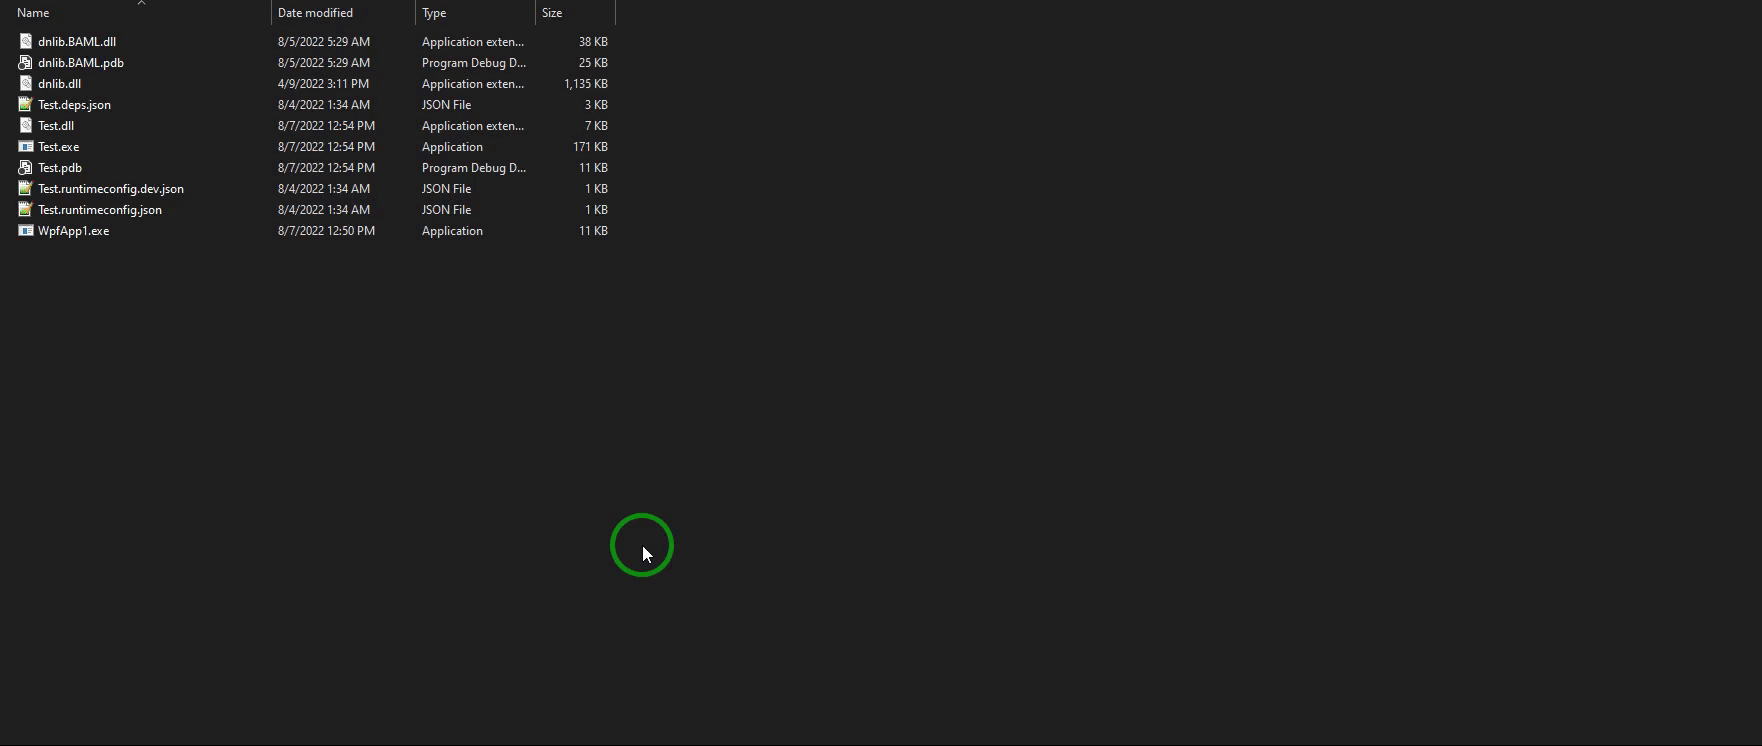 Name Date modified Type Size
dnlib.BAML.dll 8/5/2022 5:29 AM Application exten... 38 KB
dnlib.BAML.pdb 8/5/2022 5:29 AM Program Debug D... 25 KB
dnlib.dll 4/9/2022 3:11 PM Application exten... 1,135 KB
Test.deps.json 8/4/2022 1:34 AM JSON File 3 KB
Test.dll 8/7/2022 12:54 PM Application exten... 7 KB
Test.exe 8/7/2022 12:54 PM Application 171 KB
Test.pdb 8/7/2022 12:54 PM Program Debug D... 11 KB
Test.runtimeconfig.dev.json 8/4/2022 1:34 AM JSON File 1 KB
Test.runtimeconfig.json 8/4/2022 1:34 AM JSON File 1 KB
WpfApp1.exe 8/7/2022 12:50 PM Application 11 KB